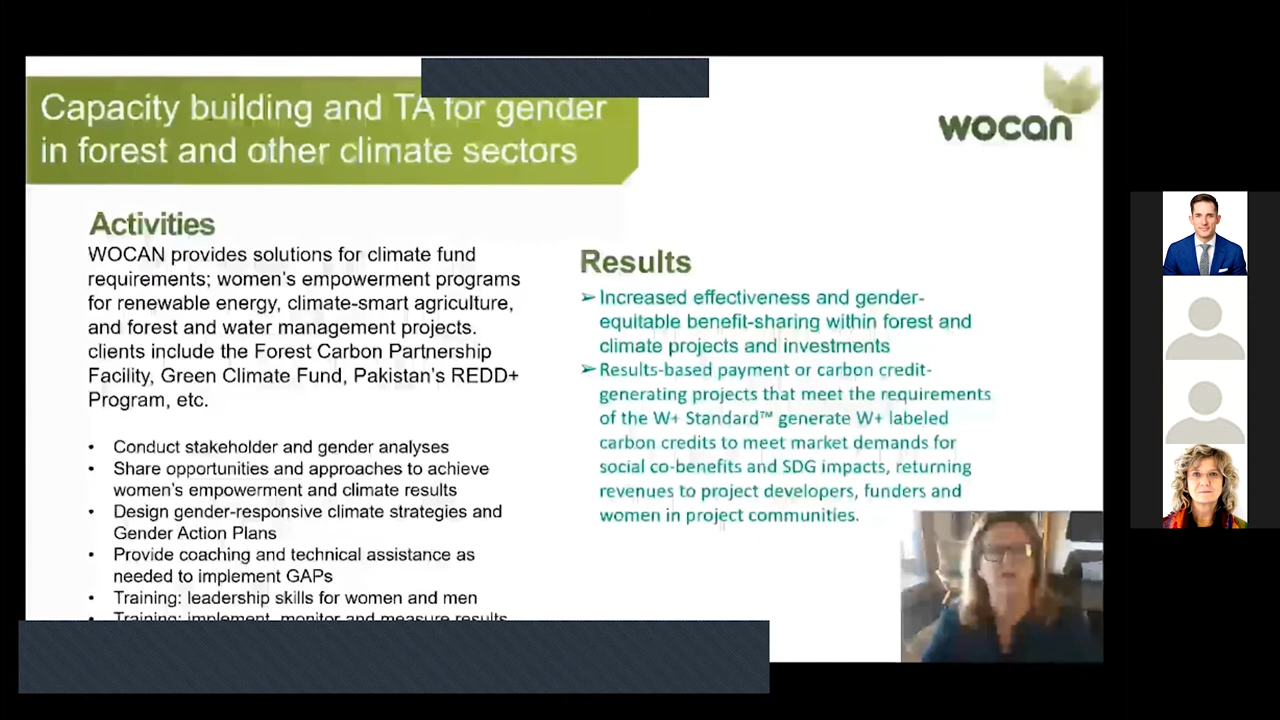 Capacity building and TA for gender
in forest and other climate sectors
wocan
Activities
WOCAN provides solutions for climate fund
requirements; women's empowerment programs
for renewable energy, climate-smart agriculture,
and forest and water management projects.
clients include the Forest Carbon Partnership
Facility, Green Climate Fund, Pakistan's REDD+
Program, etc.
• Conduct stakeholder and gender analyses
• Share opportunities and approaches to achieve
women's empowerment and climate results
• Design gender-responsive climate strategies and
Gender Action Plans
• Provide coaching and technical assistance as
needed to implement GAPs
• Training: leadership skills for women and men
• Training: implement, monitor and measure results
Results
➢ Increased effectiveness and gender-
equitable benefit-sharing within forest and
climate projects and investments
➢ Results-based payment or carbon credit-
generating projects that meet the requirements
of the W+ Standard™ generate W+ labeled
carbon credits to meet market demands for
social co-benefits and SDG impacts, returning
revenues to project developers, funders and
women in project communities.